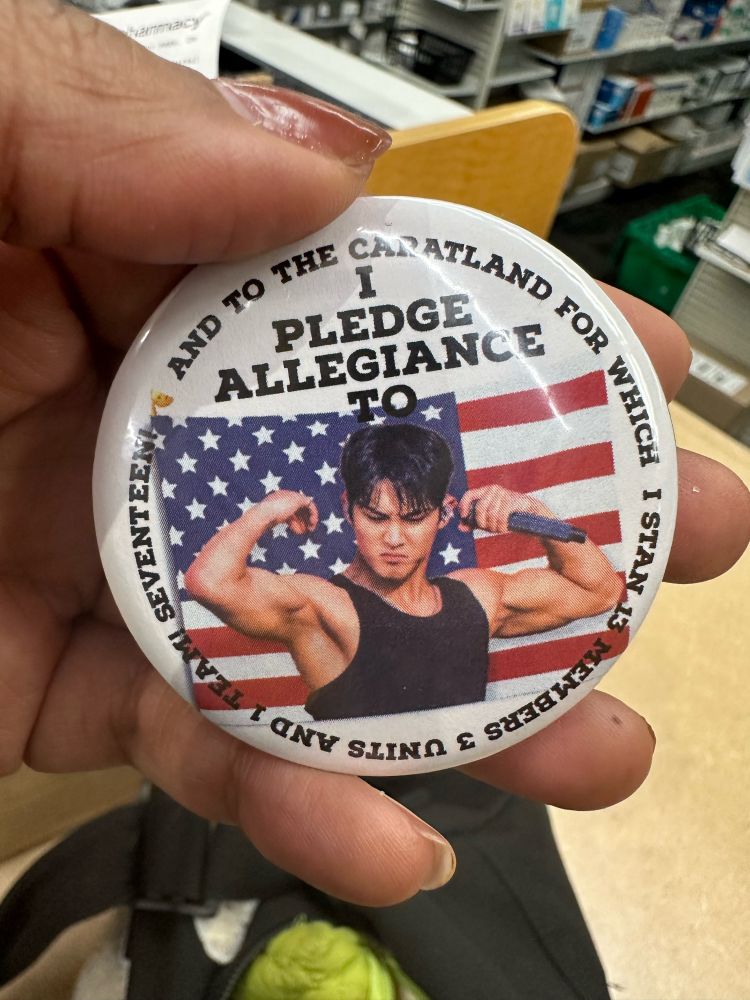 pharmacy
I
PLEDGE
ALLEGIANCE
TO
AND TO THE CARATLAND FOR WHICH I STAN 13 MEMBERS 3 UNITS AND 1 TEAM! SEVENTEEN!